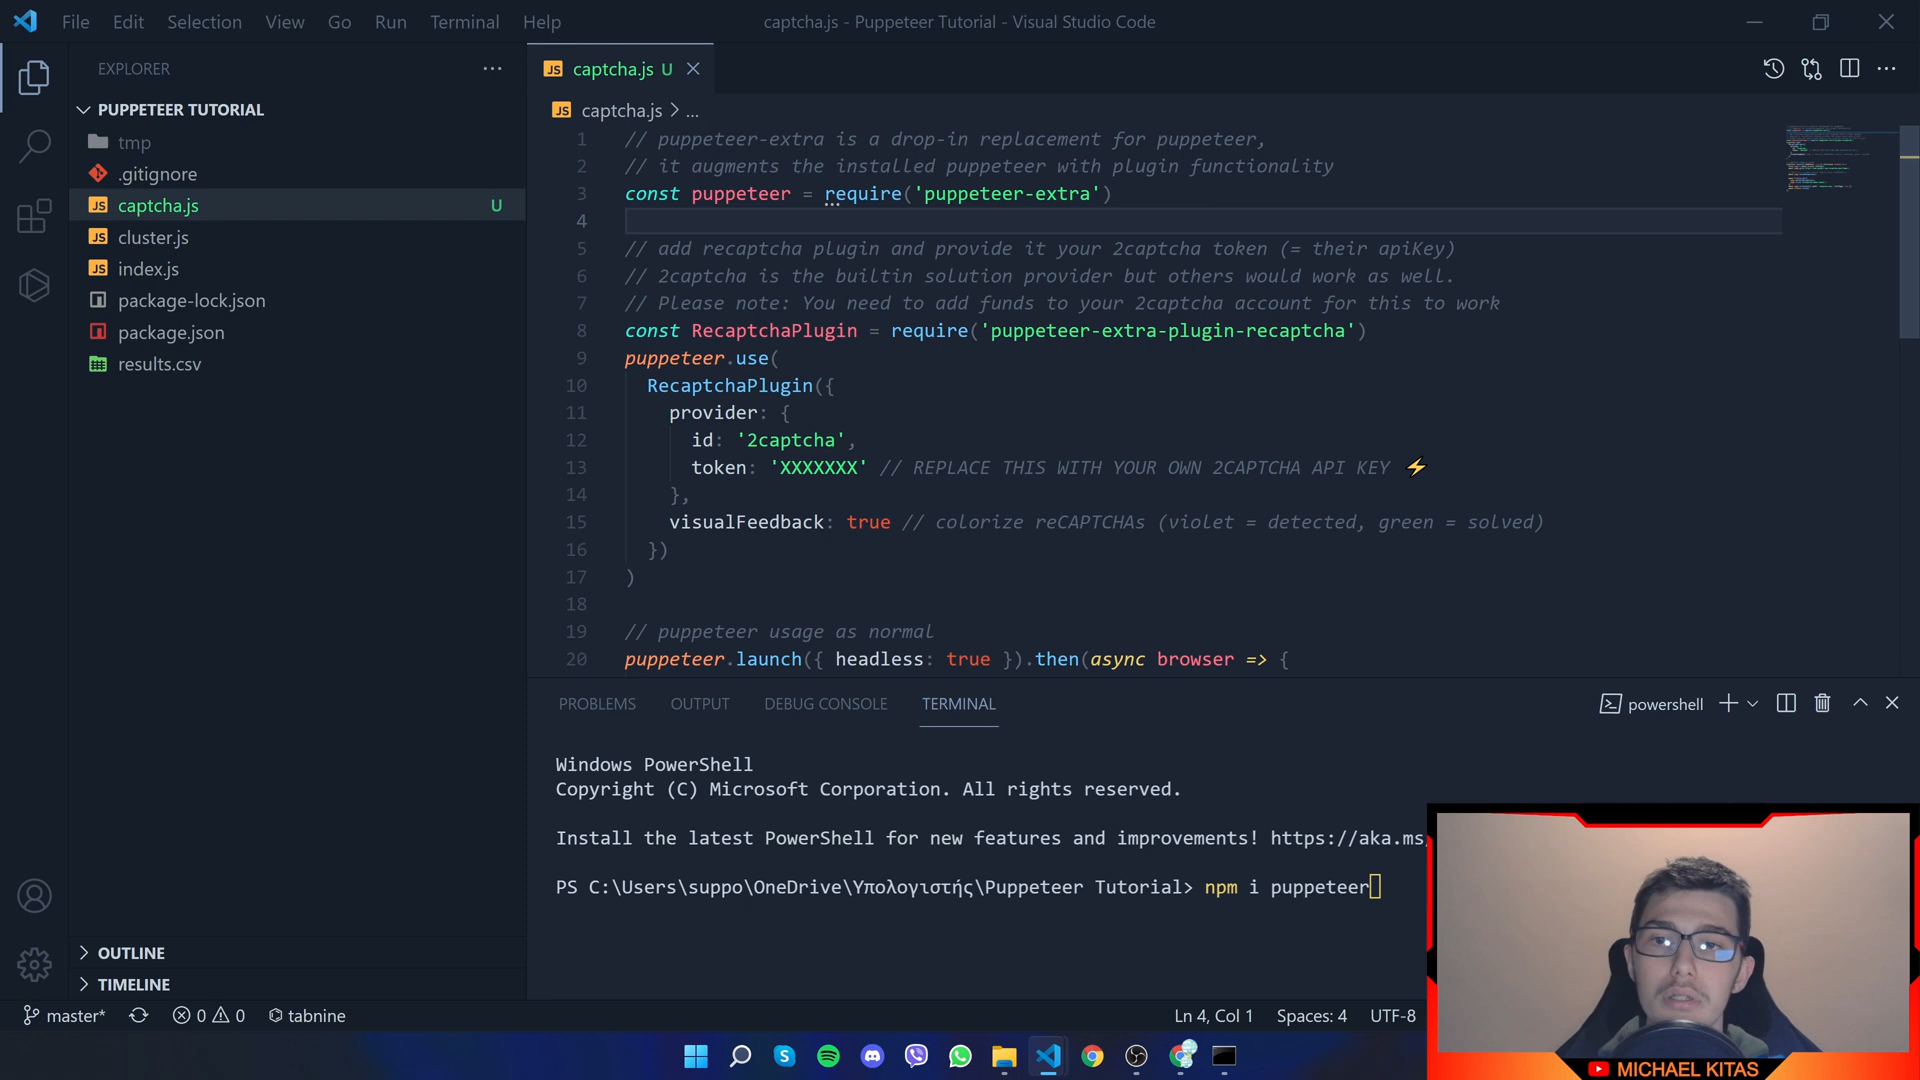 File Edit Selection View Go Run Terminal Help
captcha.js - Puppeteer Tutorial - Visual Studio Code
EXPLORER
PUPPETEER TUTORIAL
tmp
.gitignore
captcha.js U
cluster.js
index.js
package-lock.json
package.json
results.csv
OUTLINE
TIMELINE
JS captcha.js U
JS captcha.js > ...
1 // puppeteer-extra is a drop-in replacement for puppeteer,
2 // it augments the installed puppeteer with plugin functionality
3 const puppeteer = require('puppeteer-extra')
4
5 // add recaptcha plugin and provide it your 2captcha token (= their apiKey)
6 // 2captcha is the builtin solution provider but others would work as well.
7 // Please note: You need to add funds to your 2captcha account for this to work
8 const RecaptchaPlugin = require('puppeteer-extra-plugin-recaptcha')
9 puppeteer.use(
10 RecaptchaPlugin({
11 provider: {
12 id: '2captcha',
13 token: 'XXXXXXX' // REPLACE THIS WITH YOUR OWN 2CAPTCHA API KEY ⚡
14 },
15 visualFeedback: true // colorize reCAPTCHAs (violet = detected, green = solved)
16 })
17 )
18
19 // puppeteer usage as normal
20 puppeteer.launch({ headless: true }).then(async browser => {
PROBLEMS OUTPUT DEBUG CONSOLE TERMINAL
powershell
Windows PowerShell
Copyright (C) Microsoft Corporation. All rights reserved.
Install the latest PowerShell for new features and improvements! https://aka.ms
PS C:\Users\suppo\OneDrive\Υπολογιστής\Puppeteer Tutorial> npm i puppeteer
master* 0 0 tabnine
Ln 4, Col 1 Spaces: 4 UTF-8
MICHAEL KITAS